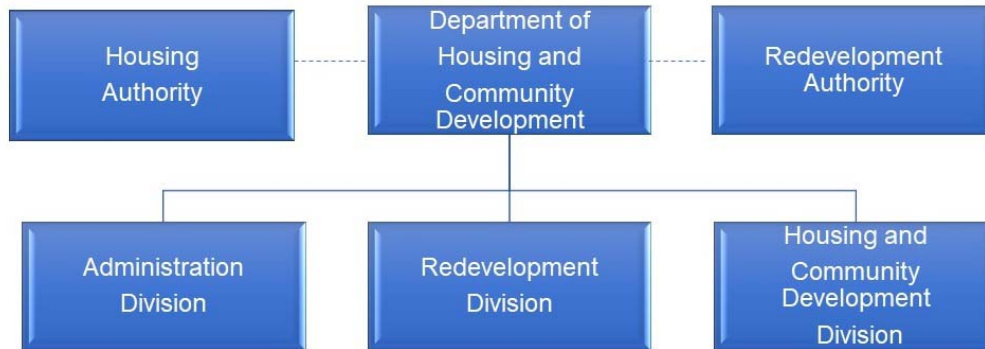 Housing
Authority
Department of
Housing and
Community
Development
Redevelopment
Authority
Administration
Division
Redevelopment
Division
Housing and
Community
Development
Division